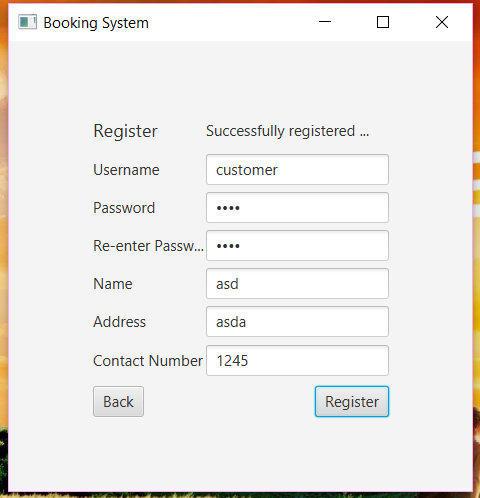 Booking System
Register Successfully registered ...
Username customer
Password ••••
Re-enter Passw... ••••
Name asd
Address asda
Contact Number 1245
Back Register